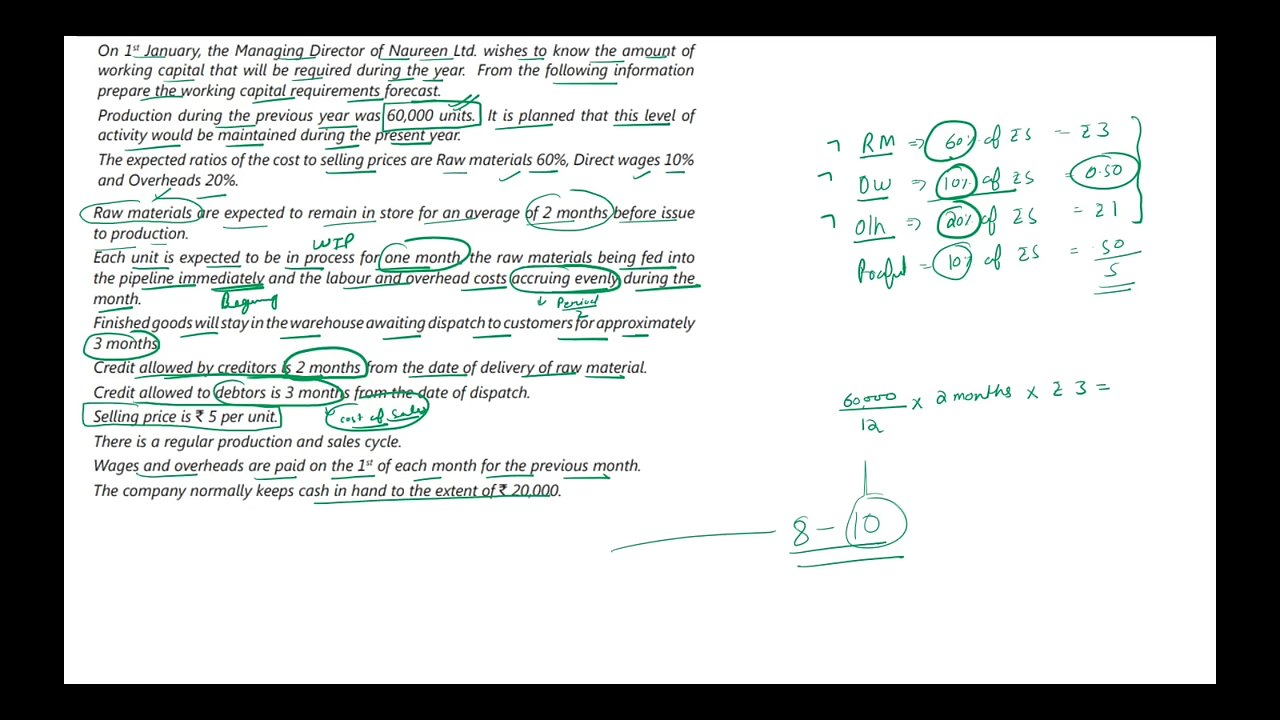 On 1st January, the Managing Director of Naureen Ltd. wishes to know the amount of
working capital that will be required during the year. From the following information
prepare the working capital requirements forecast.
Production during the previous year was 60,000 units. It is planned that this level of
activity would be maintained during the present year.
The expected ratios of the cost to selling prices are Raw materials 60%, Direct wages 10%
and Overheads 20%.
Raw materials are expected to remain in store for an average of 2 months before issue
to production.
WIP
Each unit is expected to be in process for one month, the raw materials being fed into
the pipeline immediately and the labour and overhead costs accruing evenly during the
month.
Period
2
Finished goods will stay in the warehouse awaiting dispatch to customers for approximately
3 months
Credit allowed by creditors is 2 months from the date of delivery of raw material.
Credit allowed to debtors is 3 months from the date of dispatch.
Selling price is ₹ 5 per unit.
cost of Sales
There is a regular production and sales cycle.
Wages and overheads are paid on the 1st of each month for the previous month.
The company normally keeps cash in hand to the extent of ₹ 20,000.
RM ⇒ 60% of ₹5 = ₹3
DW ⇒ 10% of ₹5 = 0.50
O/h ⇒ 20% of ₹5 = ₹1
= 10% of ₹5 = .50
5
60,000 × 2 months × ₹ 3 =
12
8 – 10